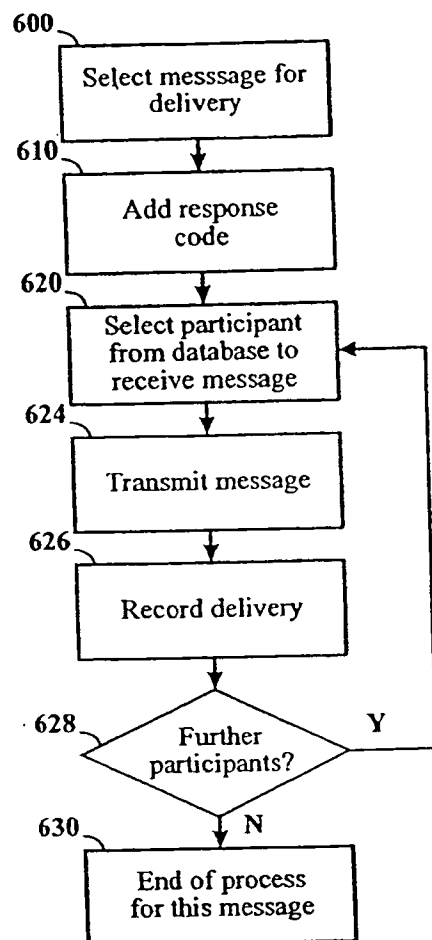 600
Select messsage for
delivery
610
Add response
code
620
Select participant
from database to
receive message
624
Transmit message
626
Record delivery
628
Further
participants?
Y
N
630
End of process
for this message